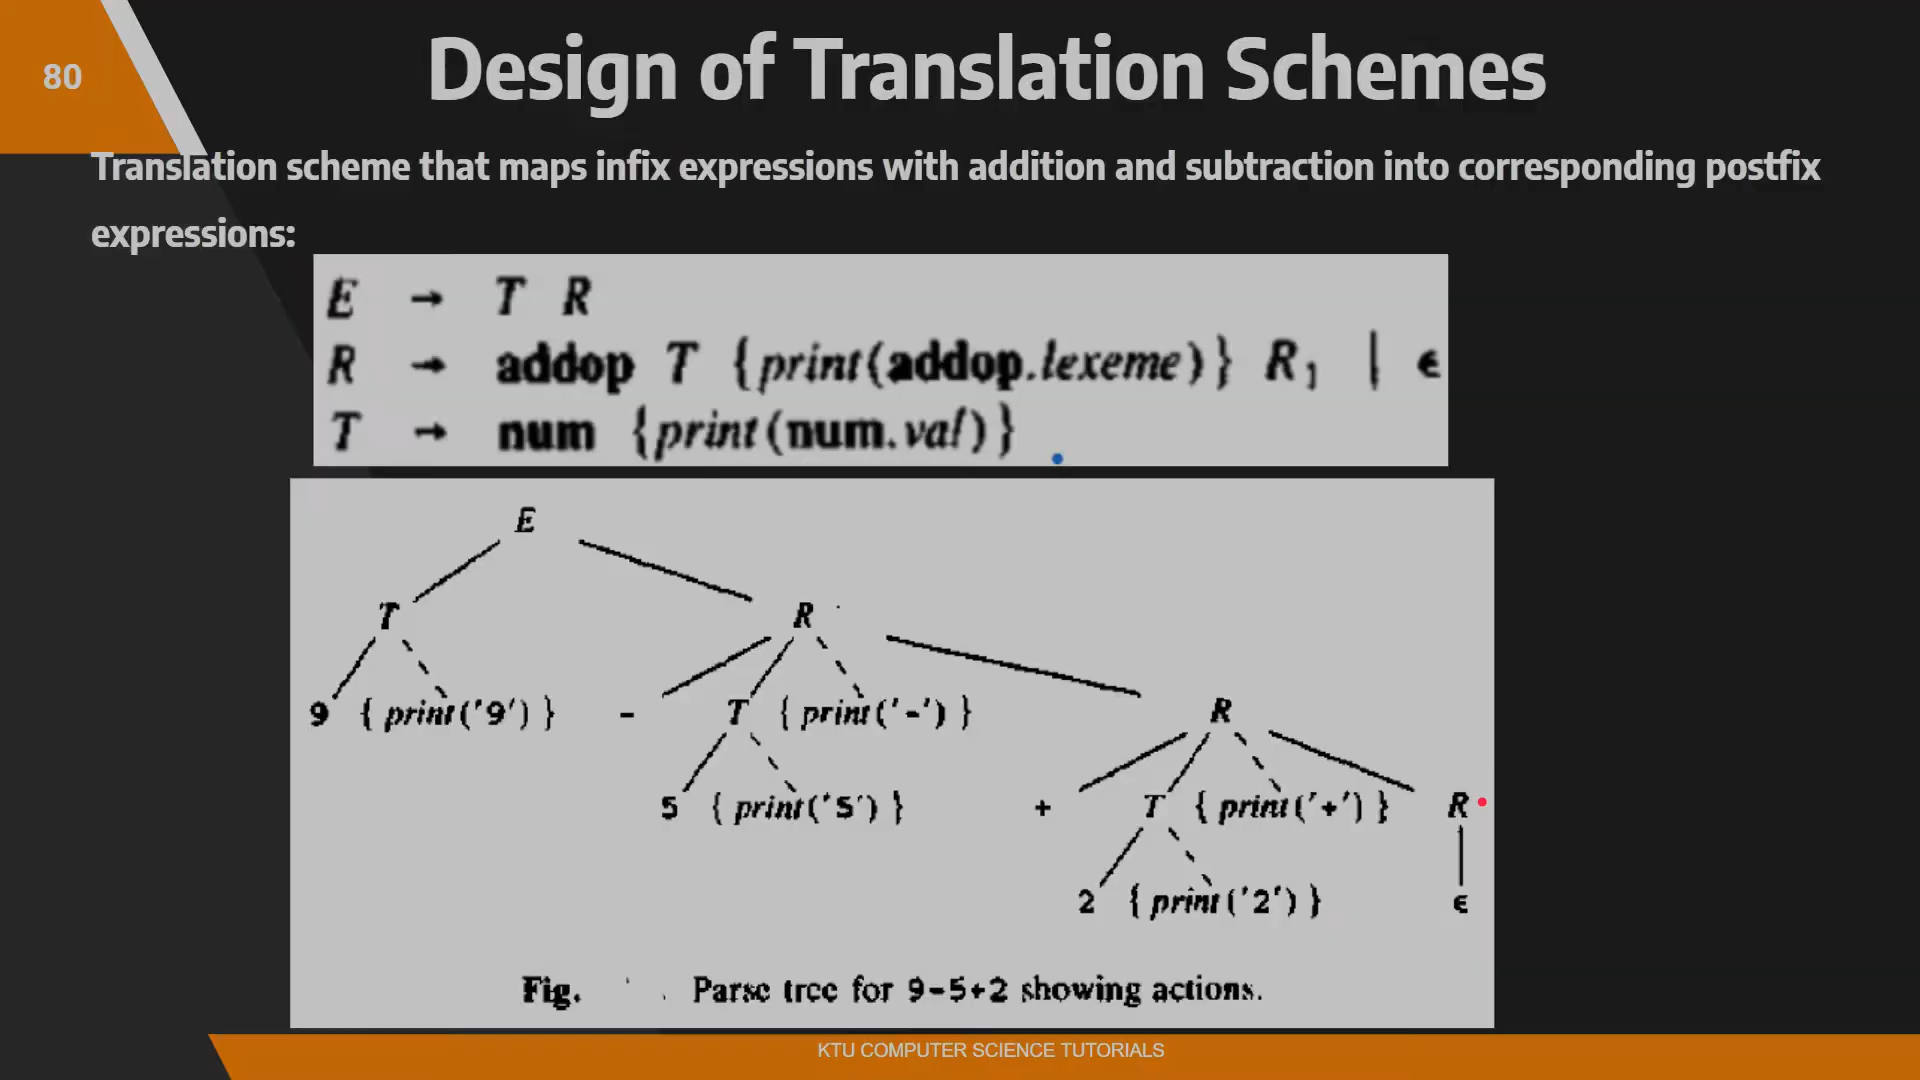 80
Design of Translation Schemes
Translation scheme that maps infix expressions with addition and subtraction into corresponding postfix
expressions:
E → T R
R → addop T {print(addop.lexeme)} R₁ | ϵ
T → num {print(num.val)}
E
T R
9 { print('9') } - T { print('-') } R
5 { print('5') } + T { print('+') } R
2 { print('2') } ϵ
Fig. Parse tree for 9-5+2 showing actions.
KTU COMPUTER SCIENCE TUTORIALS